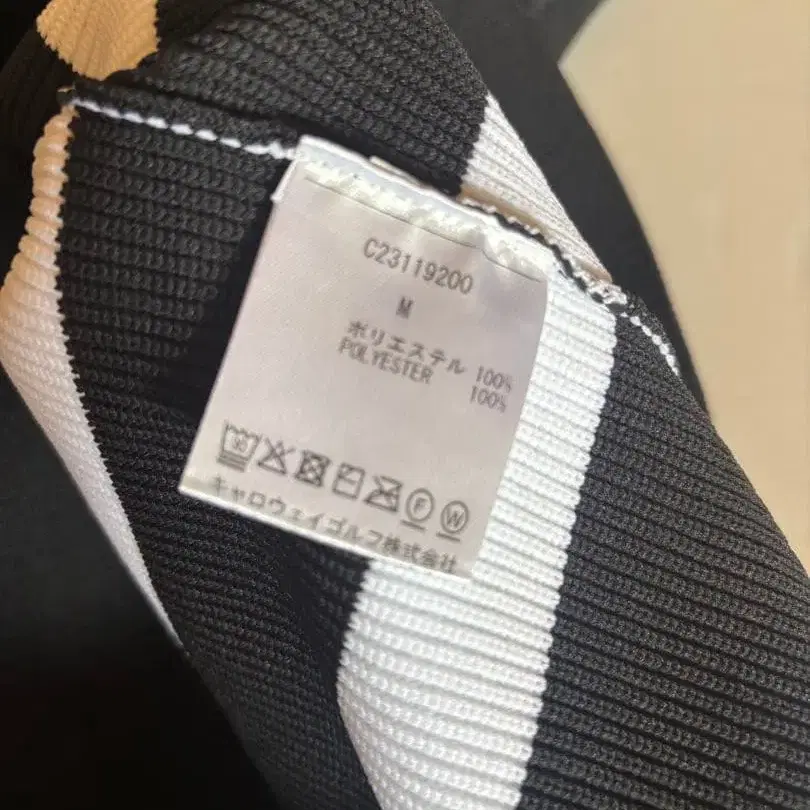 C23119200
M
ポリエステル 100%
POLYESTER 100%
F W
キャロウェイゴルフ株式会社